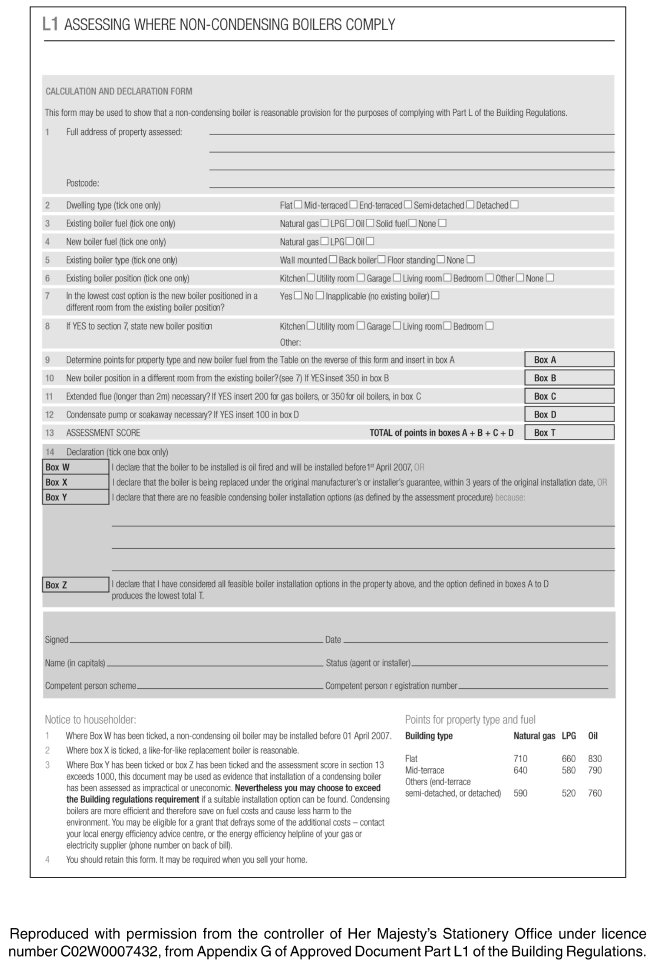 L1 ASSESSING WHERE NON-CONDENSING BOILERS COMPLY
CALCULATION AND DECLARATION FORM
This form may be used to show that a non-condensing boiler is reasonable provision for the purposes of complying with Part L of the Building Regulations.
1 Full address of property assessed:
Postcode:
2 Dwelling type (tick one only) Flat Mid-terraced End-terraced Semi-detached Detached
3 Existing boiler fuel (tick one only) Natural gas LPG Oil Solid fuel None
4 New boiler fuel (tick one only) Natural gas LPG Oil
5 Existing boiler type (tick one only) Wall mounted Back boiler Floor standing None
6 Existing boiler position (tick one only) Kitchen Utility room Garage Living room Bedroom Other None
7 In the lowest cost option is the new boiler positioned in a Yes No Inapplicable (no existing boiler)
different room from the existing boiler position?
8 If YES to section 7, state new boiler position Kitchen Utility room Garage Living room Bedroom
Other:
9 Determine points for property type and new boiler fuel from the Table on the reverse of this form and insert in box A Box A
10 New boiler position in a different room from the existing boiler? (see 7) If YES insert 350 in box B Box B
11 Extended flue (longer than 2m) necessary? If YES insert 200 for gas boilers, or 350 for oil boilers, in box C Box C
12 Condensate pump or soakaway necessary? If YES insert 100 in box D Box D
13 ASSESSMENT SCORE TOTAL of points in boxes A + B + C + D Box T
14 Declaration (tick one box only)
Box W I declare that the boiler to be installed is oil fired and will be installed before 1st April 2007, OR
Box X I declare that the boiler is being replaced under the original manufacturer's or installer's guarantee, within 3 years of the original installation date, OR
Box Y I declare that there are no feasible condensing boiler installation options (as defined by the assessment procedure) because:
Box Z I declare that I have considered all feasible boiler installation options in the property above, and the option defined in boxes A to D
produces the lowest total T.
Signed Date
Name (in capitals) Status (agent or installer)
Competent person scheme Competent person r egistration number
Notice to householder:
1 Where Box W has been ticked, a non-condensing oil boiler may be installed before 01 April 2007.
2 Where box X is ticked, a like-for-like replacement boiler is reasonable.
3 Where Box Y has been ticked or box Z has been ticked and the assessment score in section 13
exceeds 1000, this document may be used as evidence that installation of a condensing boiler
has been assessed as impractical or uneconomic. Nevertheless you may choose to exceed
the Building regulations requirement if a suitable installation option can be found. Condensing
boilers are more efficient and therefore save on fuel costs and cause less harm to the
environment. You may be eligible for a grant that defrays some of the additional costs – contact
your local energy efficiency advice centre, or the energy efficiency helpline of your gas or
electricity supplier (phone number on back of bill).
4 You should retain this form. It may be required when you sell your home.
Points for property type and fuel
Building type Natural gas LPG Oil
Flat 710 660 830
Mid-terrace 640 580 790
Others (end-terrace
semi-detached, or detached) 590 520 760
Reproduced with permission from the controller of Her Majesty's Stationery Office under licence
number C02W0007432, from Appendix G of Approved Document Part L1 of the Building Regulations.